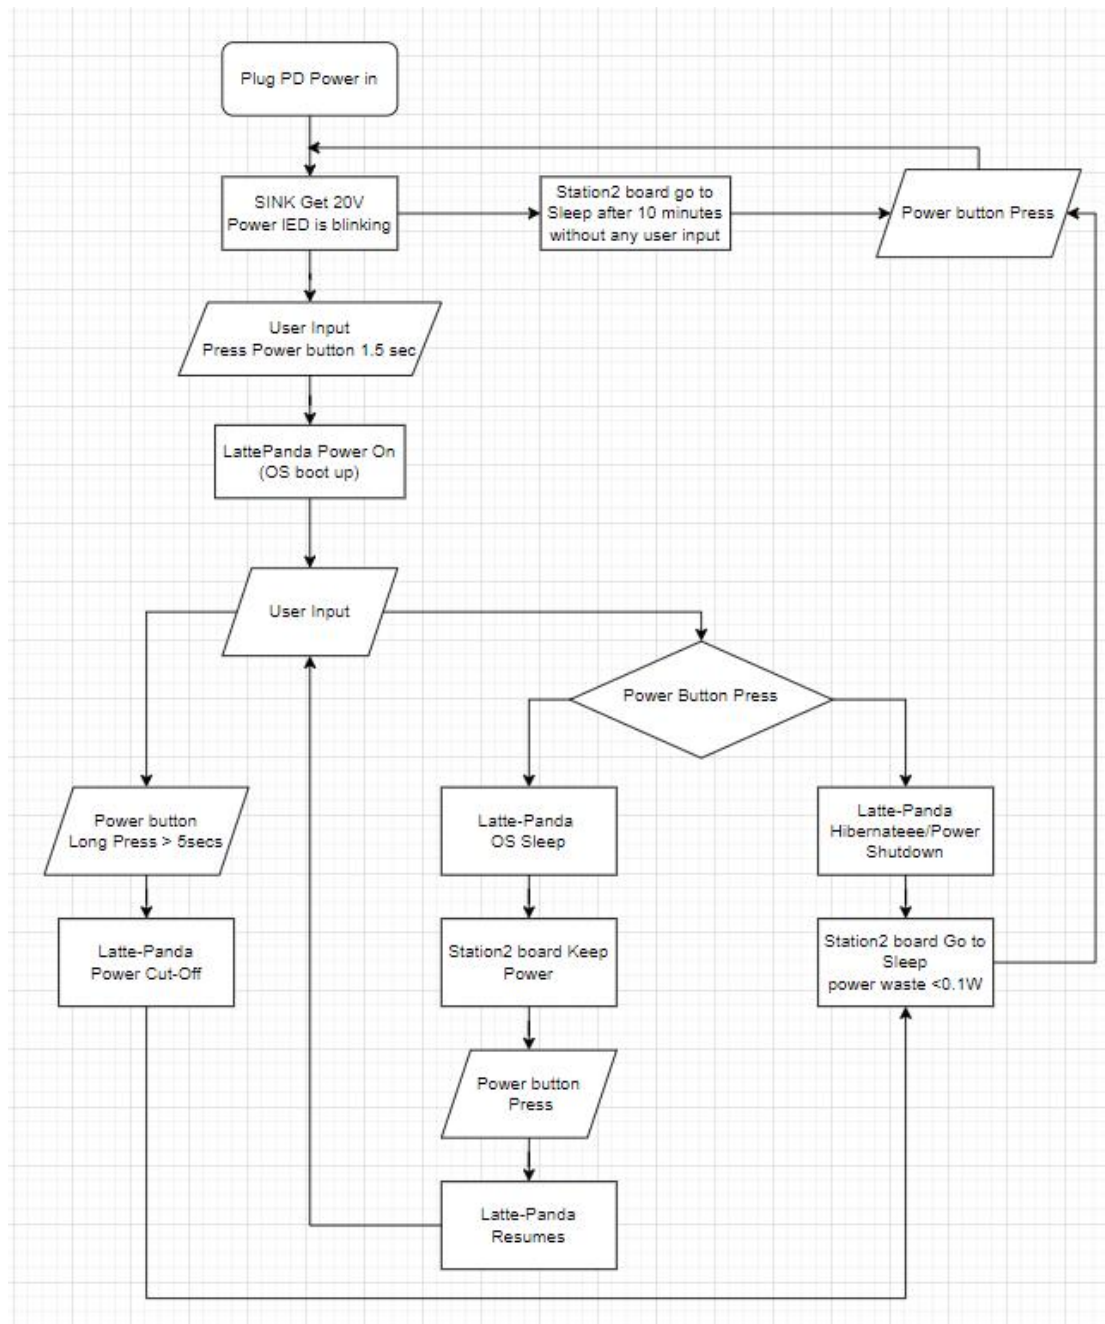 Plug PD Power in
SINK Get 20V
Power IED is blinking
Station2 board go to
Sleep after 10 minutes
without any user input
Power button Press
User Input
Press Power button 1.5 sec
LattePanda Power On
(OS boot up)
User Input
Power Button Press
Power button
Long Press > 5secs
Latte-Panda
OS Sleep
Latte-Panda
Hibernateee/Power
Shutdown
Latte-Panda
Power Cut-Off
Station2 board Keep
Power
Station2 board Go to
Sleep
power waste <0.1W
Power button
Press
Latte-Panda
Resumes